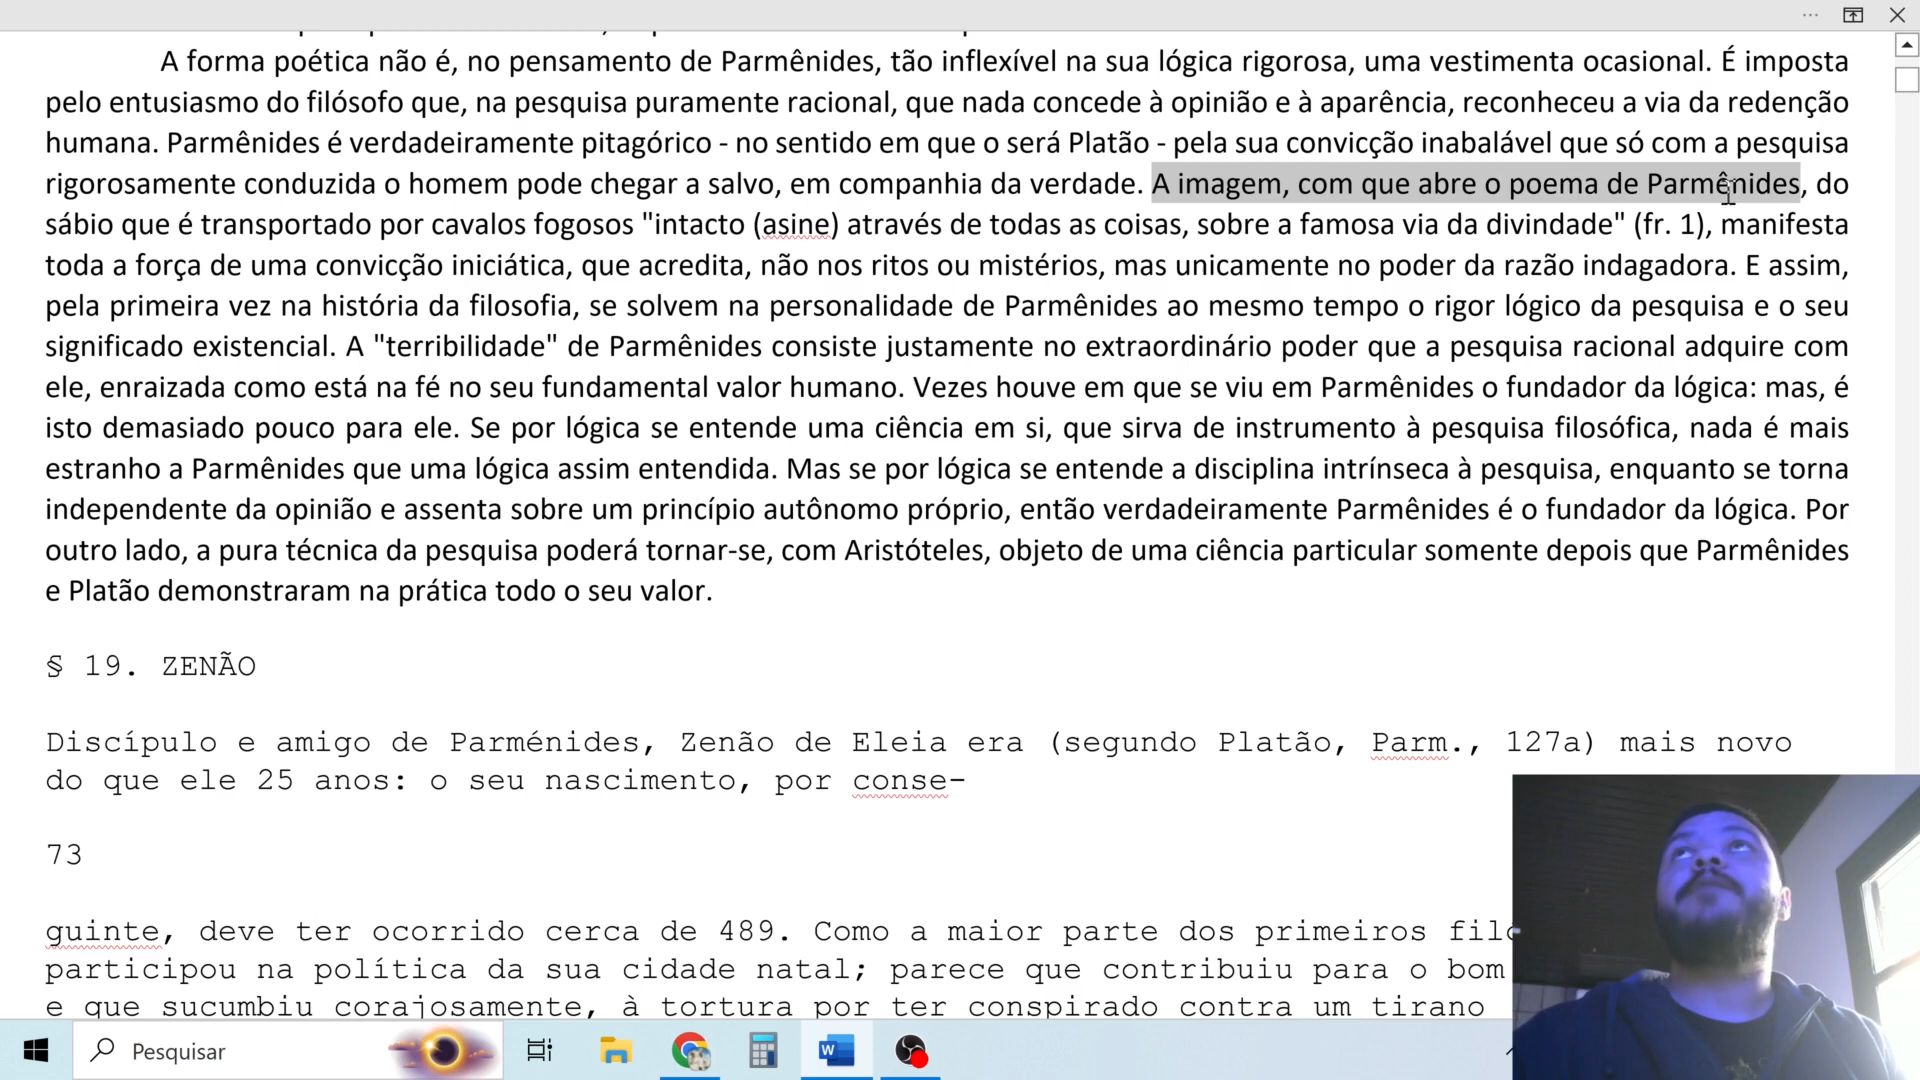 A forma poética não é, no pensamento de Parmênides, tão inflexível na sua lógica rigorosa, uma vestimenta ocasional. É imposta
pelo entusiasmo do filósofo que, na pesquisa puramente racional, que nada concede à opinião e à aparência, reconheceu a via da redenção
humana. Parmênides é verdadeiramente pitagórico - no sentido em que o será Platão - pela sua convicção inabalável que só com a pesquisa
rigorosamente conduzida o homem pode chegar a salvo, em companhia da verdade. A imagem, com que abre o poema de Parmênides, do
sábio que é transportado por cavalos fogosos "intacto (asine) através de todas as coisas, sobre a famosa via da divindade" (fr. 1), manifesta
toda a força de uma convicção iniciática, que acredita, não nos ritos ou mistérios, mas unicamente no poder da razão indagadora. E assim,
pela primeira vez na história da filosofia, se solvem na personalidade de Parmênides ao mesmo tempo o rigor lógico da pesquisa e o seu
significado existencial. A "terribilidade" de Parmênides consiste justamente no extraordinário poder que a pesquisa racional adquire com
ele, enraizada como está na fé no seu fundamental valor humano. Vezes houve em que se viu em Parmênides o fundador da lógica: mas, é
isto demasiado pouco para ele. Se por lógica se entende uma ciência em si, que sirva de instrumento à pesquisa filosófica, nada é mais
estranho a Parmênides que uma lógica assim entendida. Mas se por lógica se entende a disciplina intrínseca à pesquisa, enquanto se torna
independente da opinião e assenta sobre um princípio autônomo próprio, então verdadeiramente Parmênides é o fundador da lógica. Por
outro lado, a pura técnica da pesquisa poderá tornar-se, com Aristóteles, objeto de uma ciência particular somente depois que Parmênides
e Platão demonstraram na prática todo o seu valor.
§ 19. ZENÃO
Discípulo e amigo de Parménides, Zenão de Eleia era (segundo Platão, Parm., 127a) mais novo
do que ele 25 anos: o seu nascimento, por conse-
73
guinte, deve ter ocorrido cerca de 489. Como a maior parte dos primeiros
participou na política da sua cidade natal; parece que contribuiu para o bom
e que sucumbiu corajosamente, à tortura por ter conspirado contra um tirano
Pesquisar